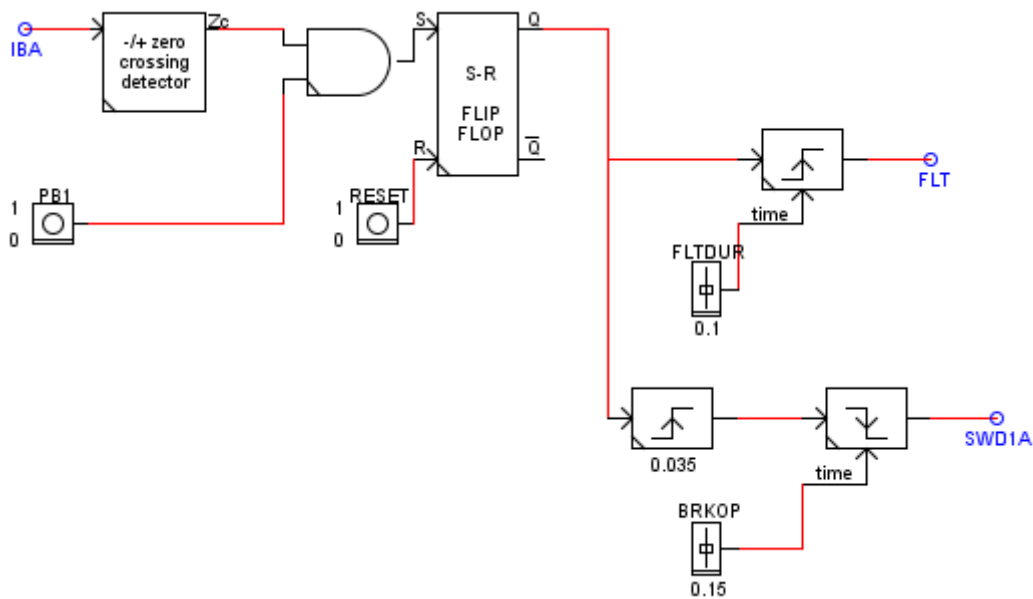 IBA
-/+ zero
crossing
detector
Zc
S
Q
S-R
FLIP
FLOP
R
Q
PB1
1
0
RESET
1
0
FLT
time
FLTDUR
0.1
0.035
SWD1A
time
BRKOP
0.15